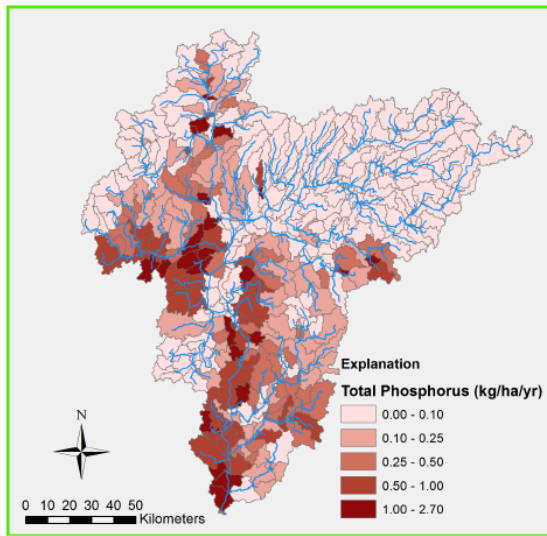 Explanation
Total Phosphorus (kg/ha/yr)
0.00 - 0.10
0.10 - 0.25
0.25 - 0.50
0.50 - 1.00
1.00 - 2.70
N
0 10 20 30 40 50
Kilometers